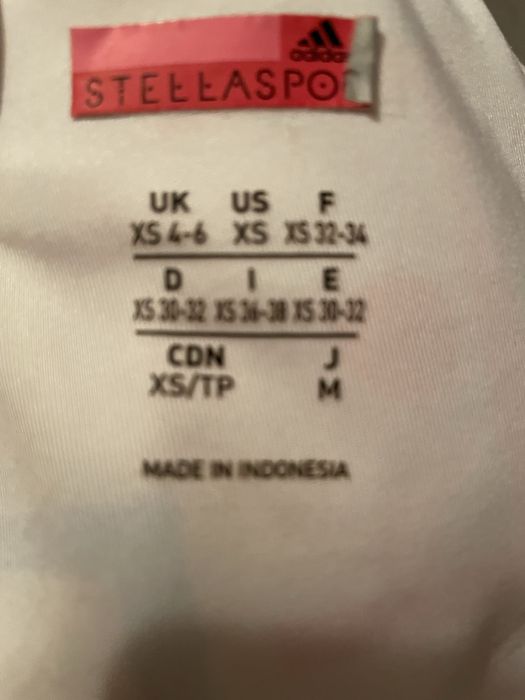 adidas
STELLASPO
UK US F
XS 4-6 XS XS 32-34
D I E
XS 30-32 XS 36-38 XS 30-32
CDN J
XS/TP M
MADE IN INDONESIA